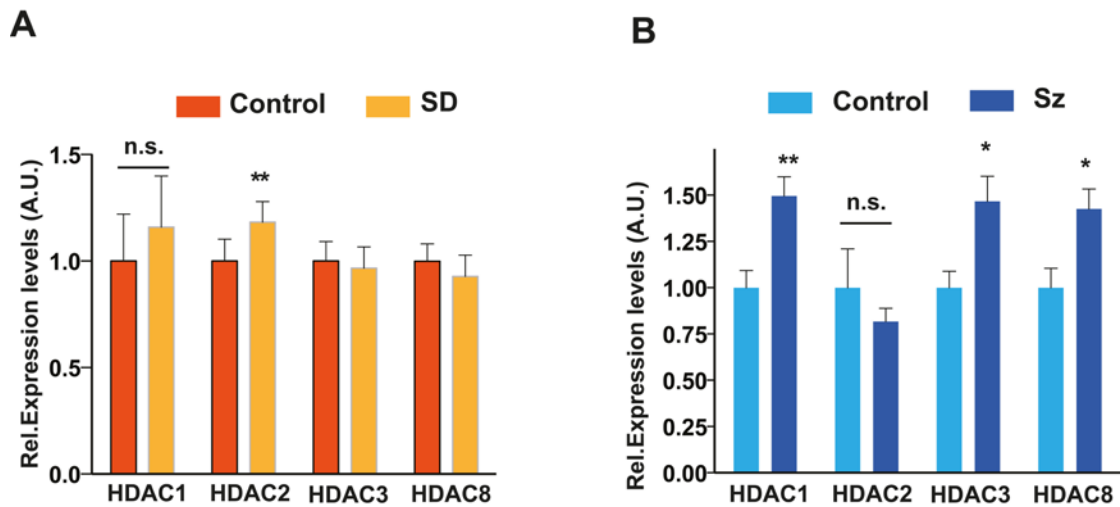 A
Control SD
Rel.Expression levels (A.U.)
1.5
1.0
0.5
0.0
n.s.
**
HDAC1 HDAC2 HDAC3 HDAC8
B
Control Sz
Rel.Expression levels (A.U.)
1.50
1.25
1.00
0.75
0.50
0.25
0.00
**
n.s.
*
*
HDAC1 HDAC2 HDAC3 HDAC8